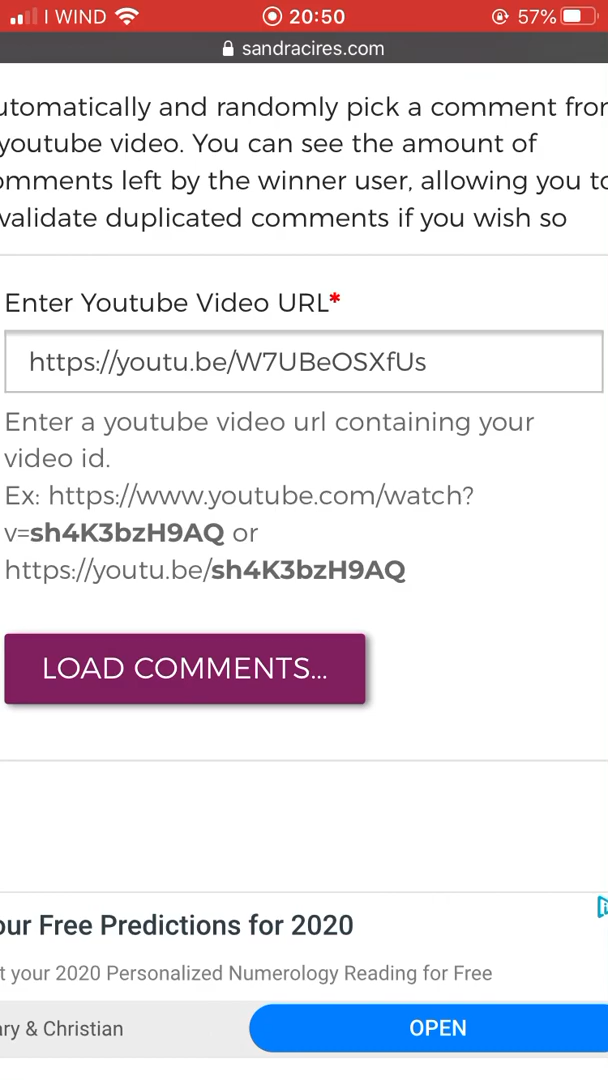 I WIND 20:50 57%
sandracires.com
utomatically and randomly pick a comment fror
youtube video. You can see the amount of
omments left by the winner user, allowing you to
validate duplicated comments if you wish so
Enter Youtube Video URL*
https://youtu.be/W7UBeOSXfUs
Enter a youtube video url containing your
video id.
Ex: https://www.youtube.com/watch?
v=sh4K3bzH9AQ or
https://youtu.be/sh4K3bzH9AQ
LOAD COMMENTS...
our Free Predictions for 2020
t your 2020 Personalized Numerology Reading for Free
ary & Christian
OPEN